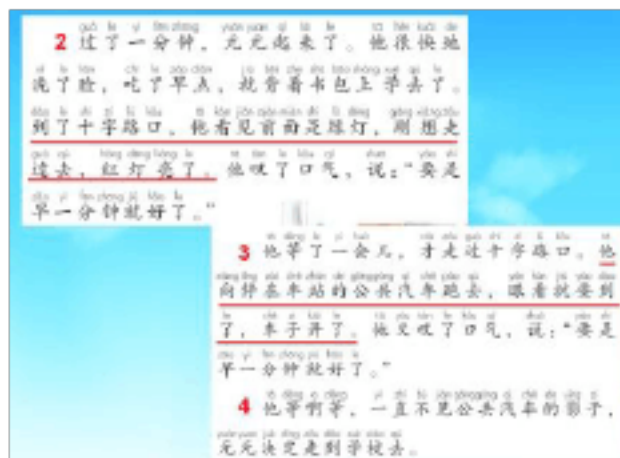 2 过了一分钟，元元起来了。他很快地
洗了脸，吃了早点，就背着书包上学去了。
到了十字路口，他看见前面是绿灯，刚想走
过去，红灯亮了。他叹了口气，说：“要是
早一分钟就好了。”
3 他等了一会儿，才走过十字路口。他
向停在车站的公共汽车跑去，眼看就要到
了，车子开了。他又叹了口气，说：“要是
早一分钟就好了。”
4 他等啊等，一直不见公共汽车的影子，
元元决定走到学校去。